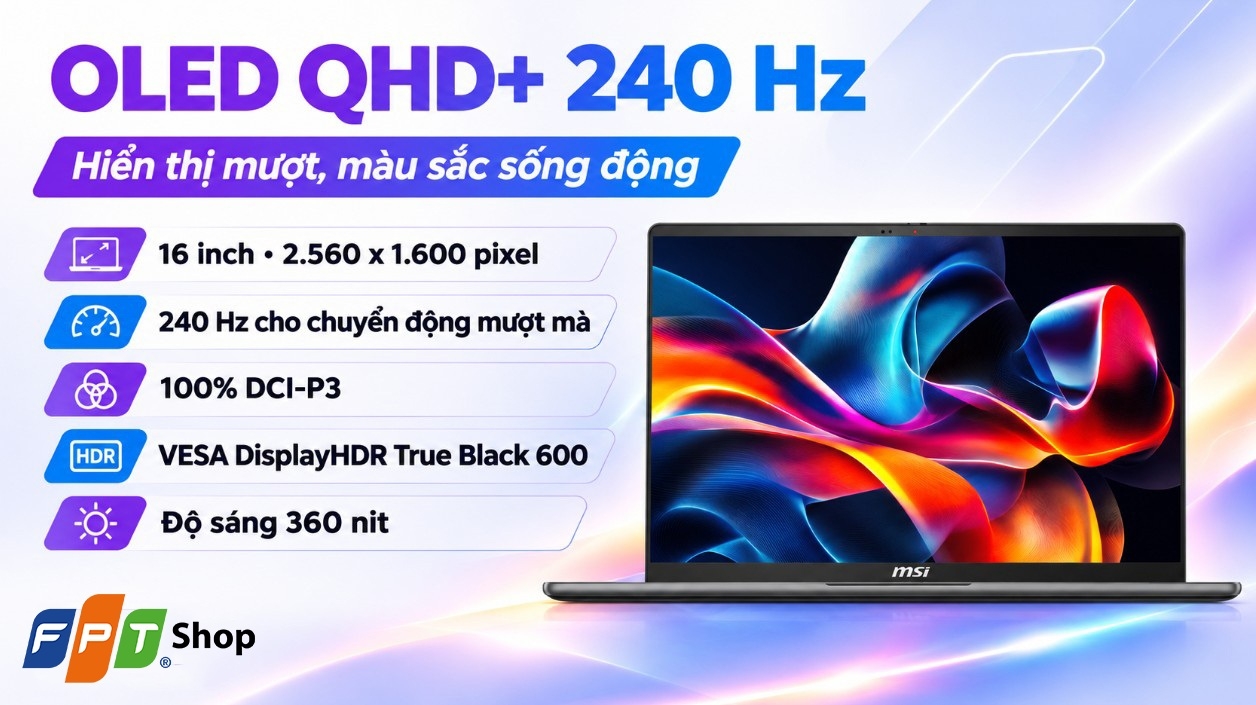 OLED QHD+ 240 Hz
Hiển thị mượt, màu sắc sống động
16 inch • 2.560 x 1.600 pixel
240 Hz cho chuyển động mượt mà
100% DCI-P3
HDR
VESA DisplayHDR True Black 600
Độ sáng 360 nit
msi
FPT Shop
®